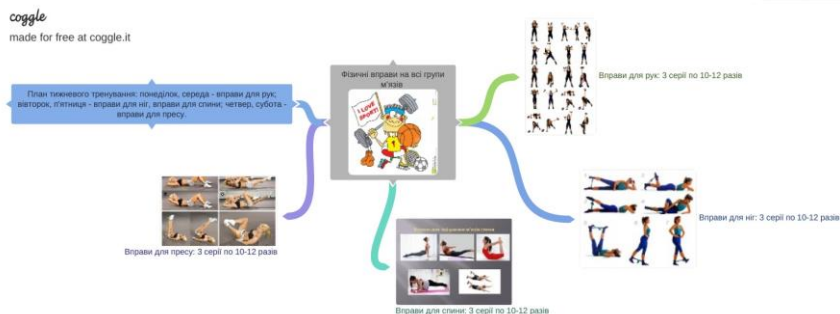 coggle
made for free at coggle.it
Фізичні вправи на всі групи
м'язів
I LOVE
SPORT!
План тижневого тренування: понеділок, середа - вправи для рук;
вівторок, п'ятниця - вправи для ніг, вправи для спини; четвер, субота -
вправи для пресу.
Вправи для рук: 3 серії по 10-12 разів
Вправи для ніг: 3 серії по 10-12 разів
Вправи для пресу: 3 серії по 10-12 разів
Вправи для спини: 3 серії по 10-12 разів